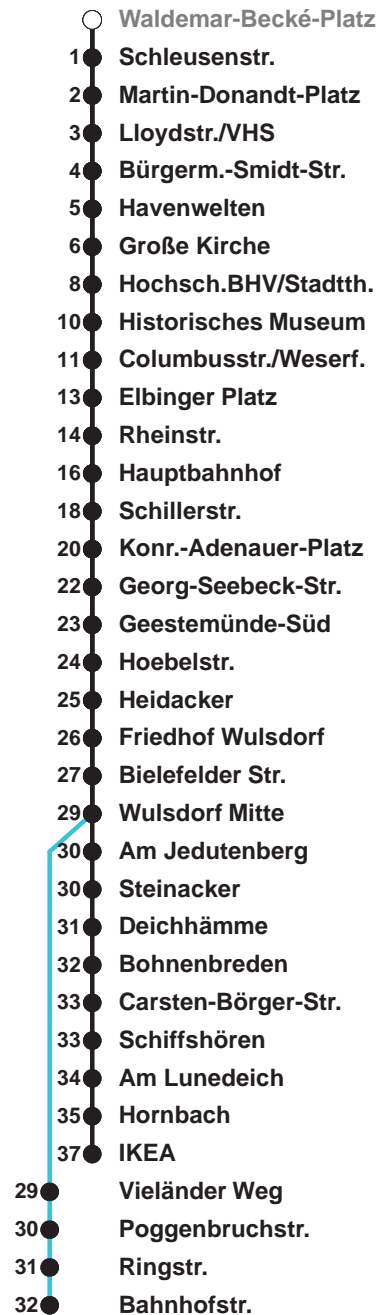 Waldemar-Becké-Platz
1 Schleusenstr.
2 Martin-Donandt-Platz
3 Lloydstr./VHS
4 Bürgerm.-Smidt-Str.
5 Havenwelten
6 Große Kirche
8 Hochsch.BHV/Stadtth.
10 Historisches Museum
11 Columbusstr./Weserf.
13 Elbinger Platz
14 Rheinstr.
16 Hauptbahnhof
18 Schillerstr.
20 Konr.-Adenauer-Platz
22 Georg-Seebeck-Str.
23 Geestemünde-Süd
24 Hoebelstr.
25 Heidacker
26 Friedhof Wulsdorf
27 Bielefelder Str.
29 Wulsdorf Mitte
30 Am Jedutenberg
30 Steinacker
31 Deichhämme
32 Bohnenbreden
33 Carsten-Börger-Str.
33 Schiffshören
34 Am Lunedeich
35 Hornbach
37 IKEA
29 Vieländer Weg
30 Poggenbruchstr.
31 Ringstr.
32 Bahnhofstr.